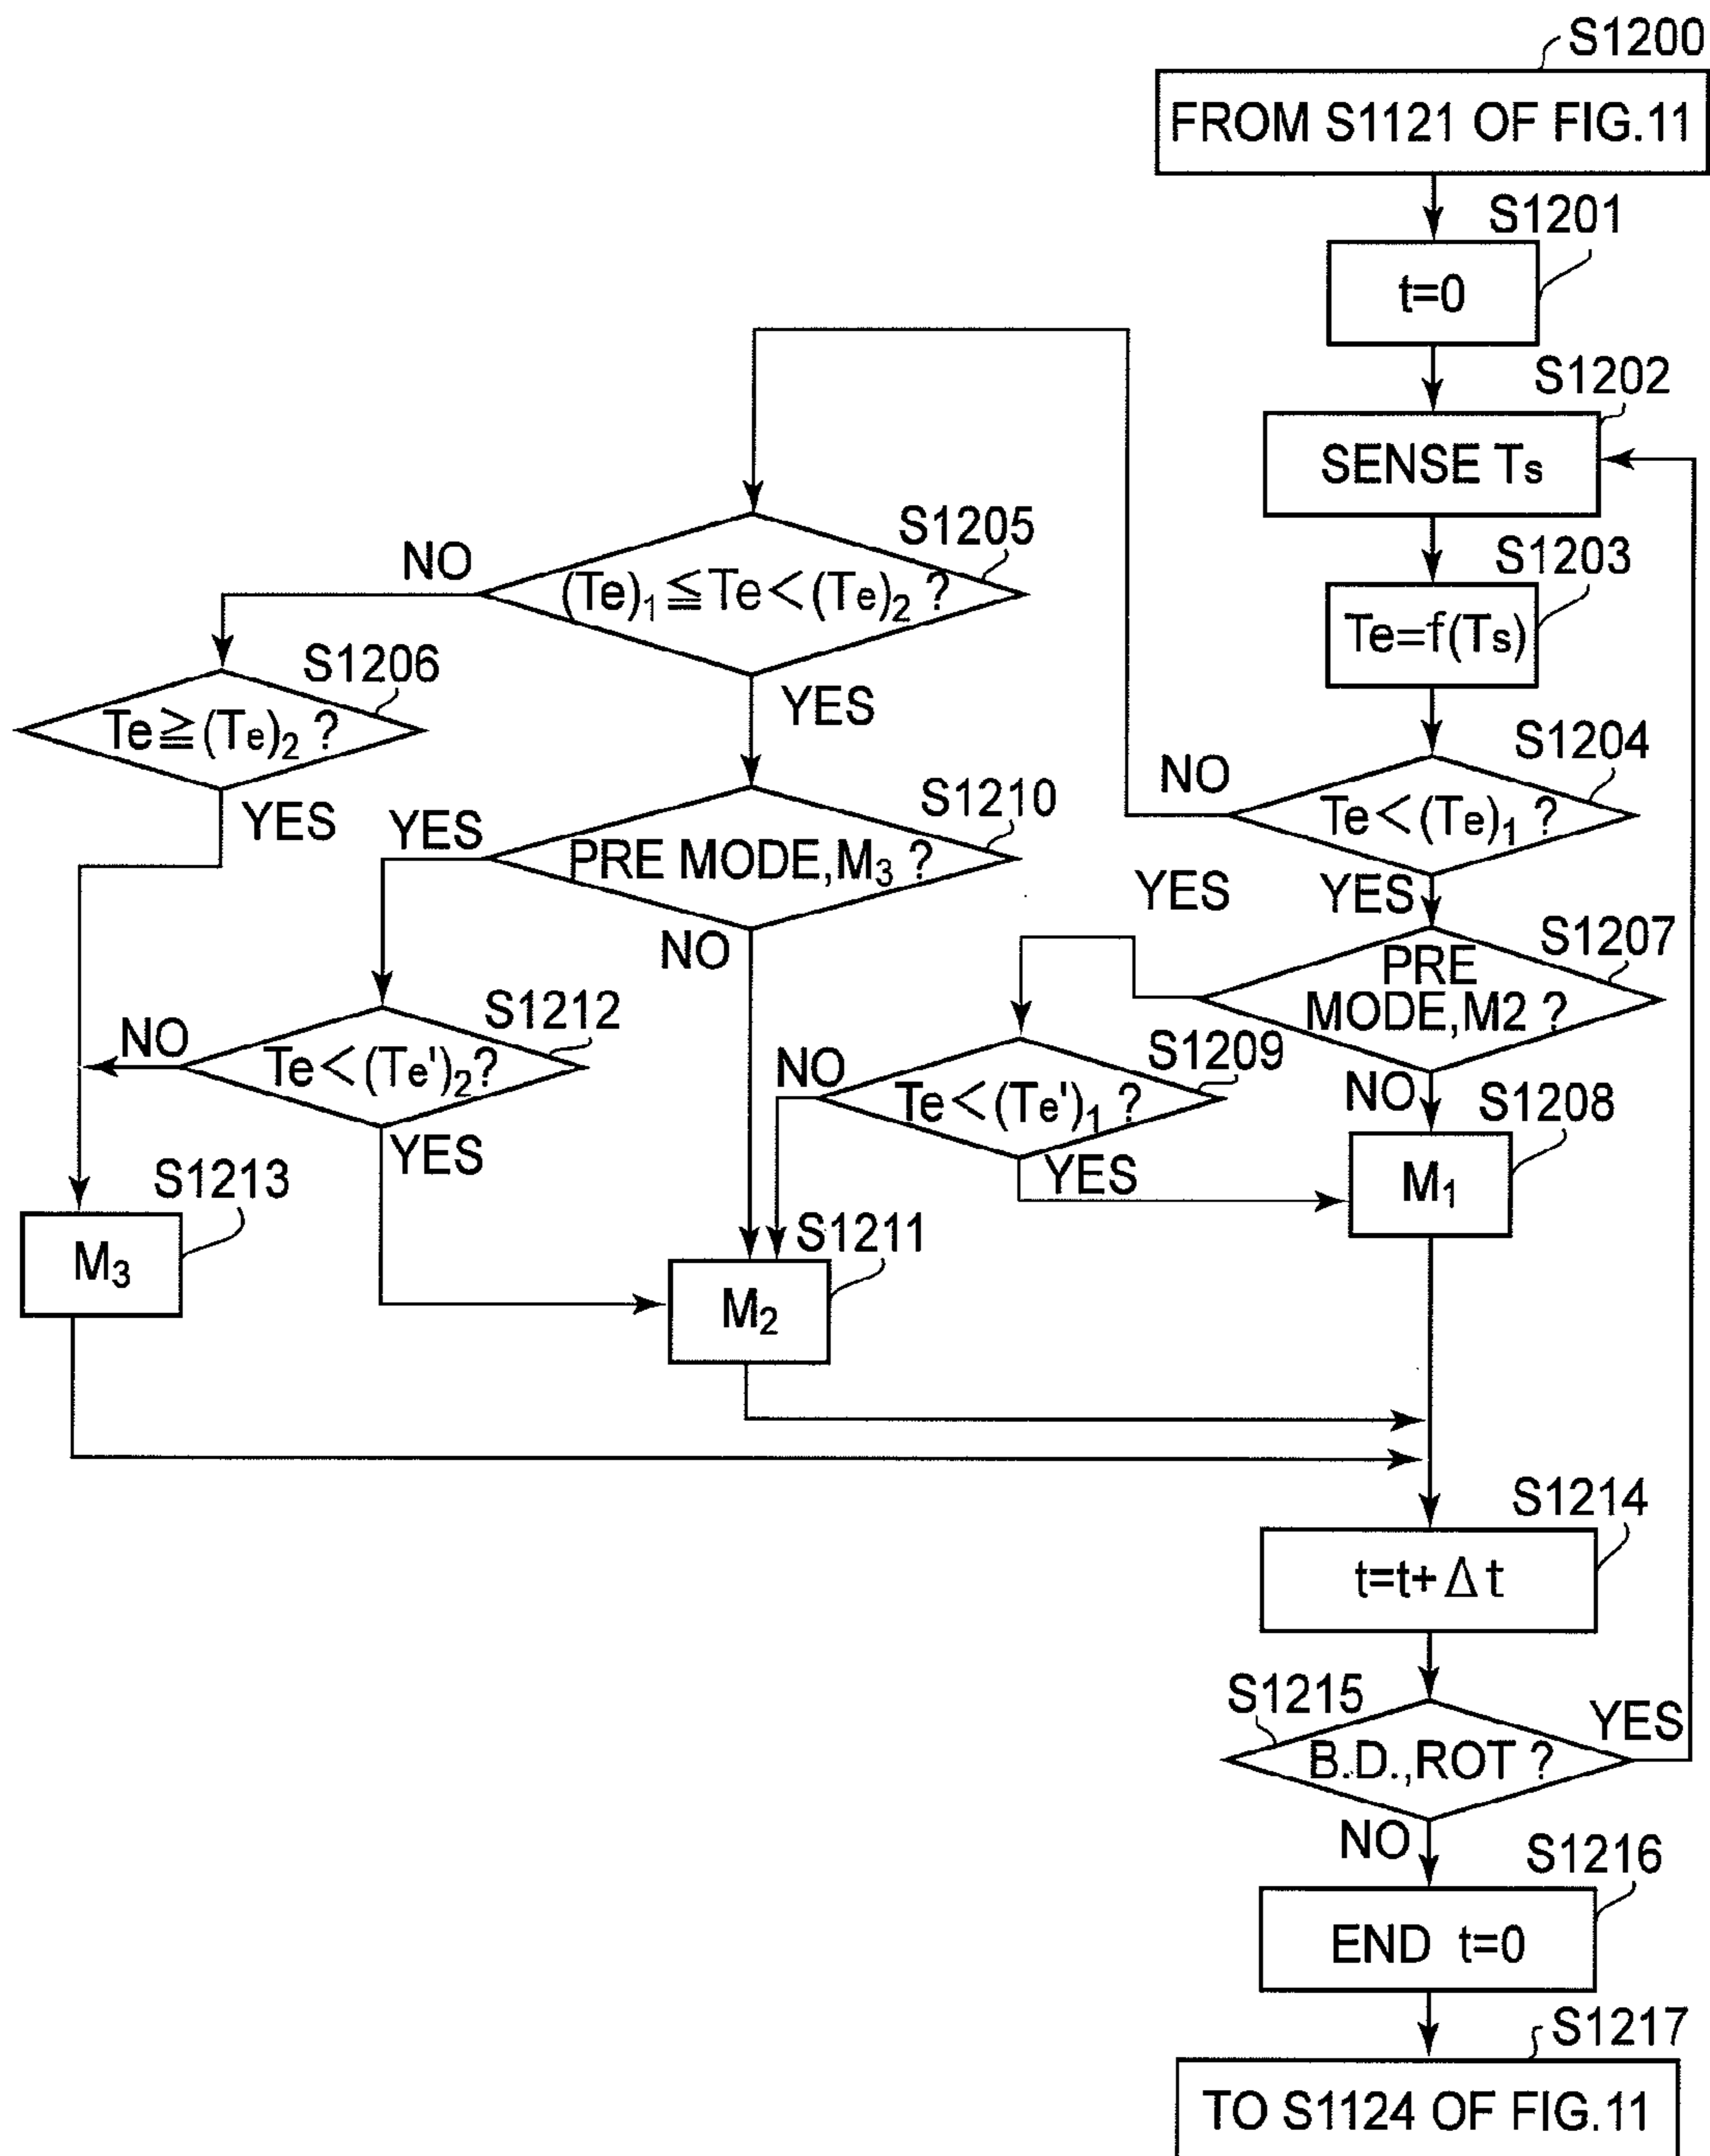 S1200
FROM S1121 OF FIG.11
S1201
t=0
S1202
SENSE Ts
S1203
Te=f(Ts)
S1204
Te<(Te)₁ ?
NO
YES
S1205
(Te)₁≦Te<(Te)₂ ?
NO
YES
S1206
Te≧(Te)₂ ?
YES
S1210
PRE MODE,M₃ ?
YES
NO
S1207
PRE
MODE,M2 ?
YES
NO
S1212
Te<(Te')₂?
NO
YES
S1209
Te<(Te')₁ ?
NO
YES
S1208
M₁
S1213
M₃
S1211
M₂
S1214
t=t+Δt
S1215
B.D.,ROT ?
YES
NO
S1216
END t=0
S1217
TO S1124 OF FIG.11